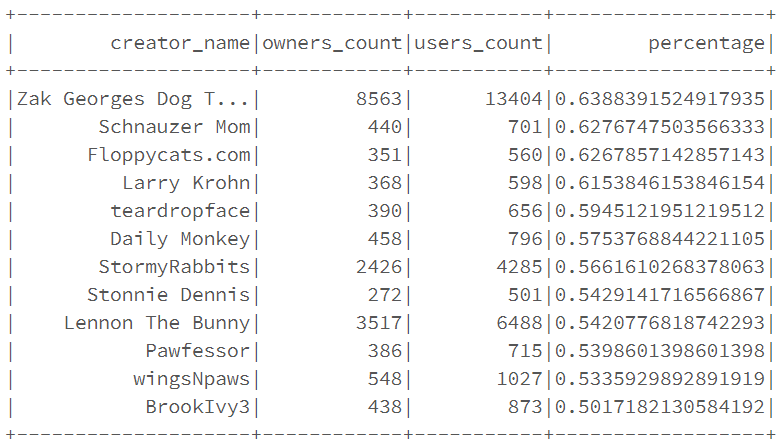 +--------------------+------------+-----------+------------------+
|        creator_name|owners_count|users_count|        percentage|
+--------------------+------------+-----------+------------------+
|Zak Georges Dog T...|        8563|      13404|0.6388391524917935|
|       Schnauzer Mom|         440|        701|0.6276747503566333|
|      Floppycats.com|         351|        560|0.6267857142857143|
|         Larry Krohn|         368|        598|0.6153846153846154|
|        teardropface|         390|        656|0.5945121951219512|
|        Daily Monkey|         458|        796|0.5753768844221105|
|       StormyRabbits|        2426|       4285|0.5661610268378063|
|      Stonnie Dennis|         272|        501|0.5429141716566867|
|    Lennon The Bunny|        3517|       6488|0.5420776818742293|
|           Pawfessor|         386|        715|0.5398601398601398|
|          wingsNpaws|         548|       1027|0.5335929892891919|
|          BrookIvy3|         438|        873|0.5017182130584192|
+--------------------+------------+-----------+------------------+